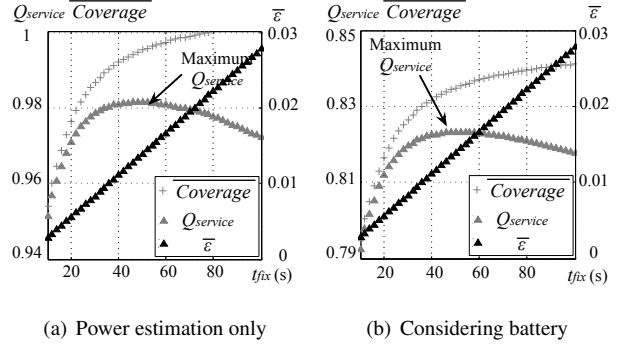 Qservice Coverage ε
1 0.03
Maximum
Qservice
0.98 0.02
0.96 0.01
Coverage
Qservice
ε
0.94 0
20 40 60 80 tfix (s)
(a) Power estimation only
Qservice Coverage ε
0.85 0.03
Maximum
Qservice
0.83 0.02
0.81 0.01
Coverage
Qservice
ε
0.79 0
20 40 60 80 tfix (s)
(b) Considering battery